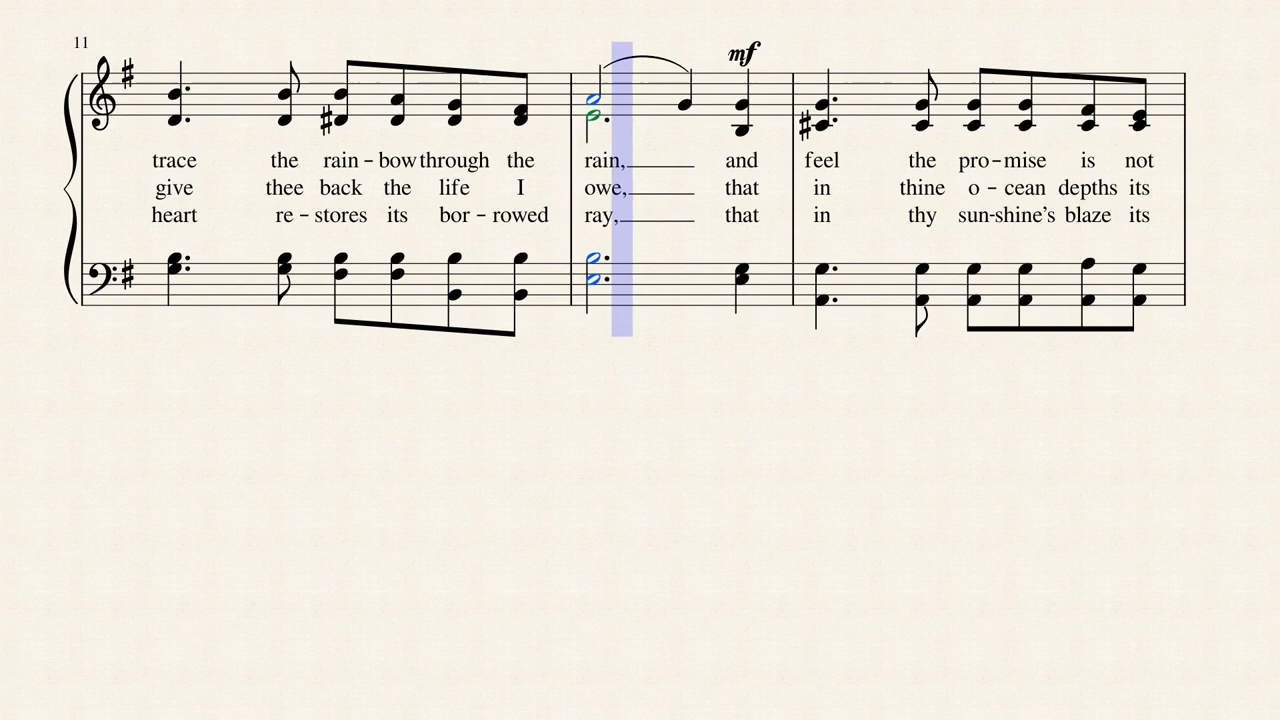 11
mf
trace the rain – bow through the rain, and feel the pro – mise is not
give thee back the life I owe, that in thine o – cean depths its
heart re – stores its bor – rowed ray, that in thy sun-shine’s blaze its